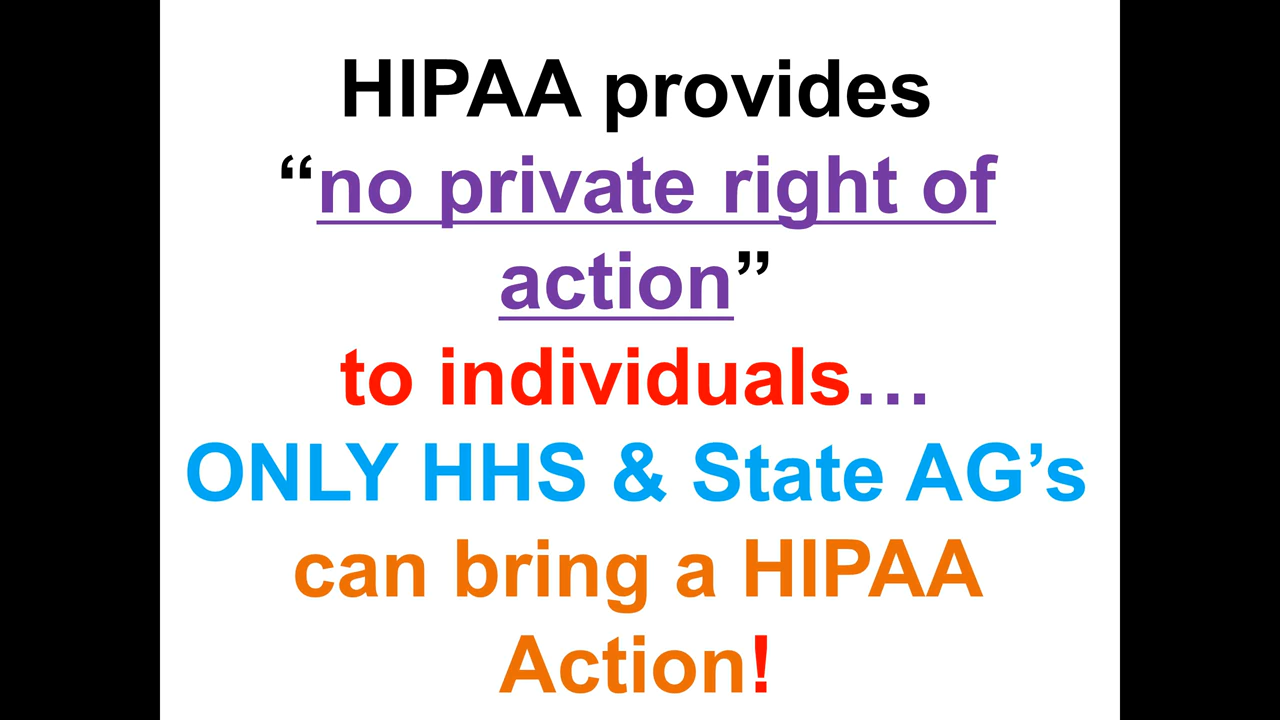 HIPAA provides
“no private right of
action”
to individuals…
ONLY HHS & State AG’s
can bring a HIPAA
Action!